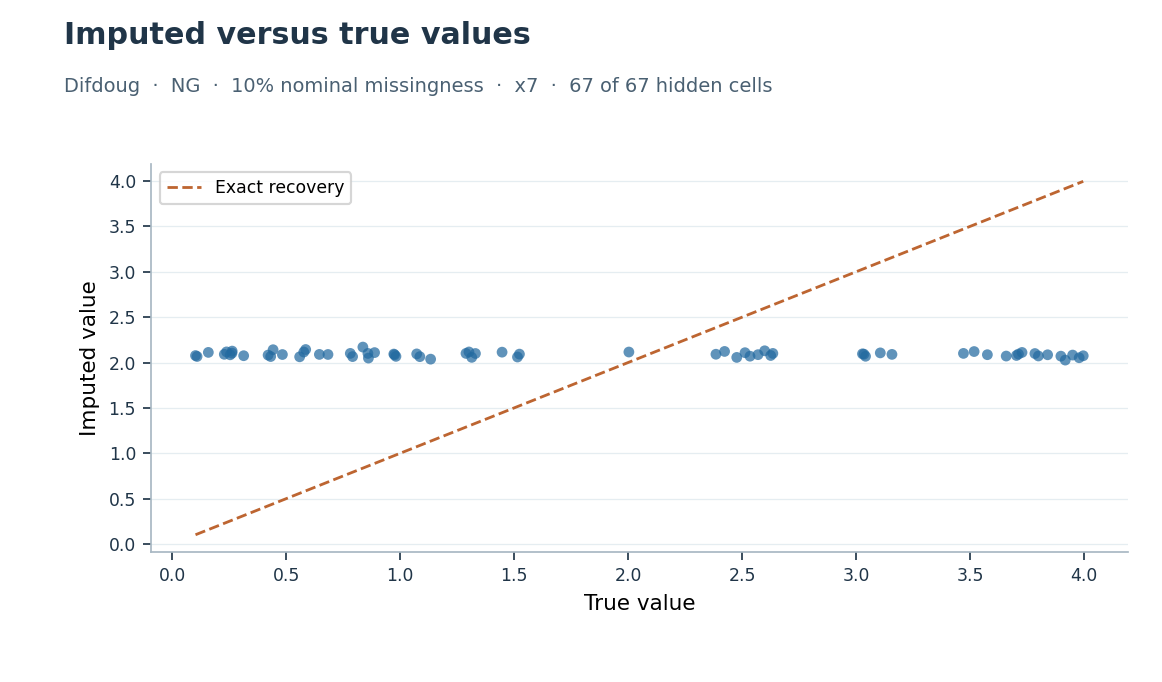 Imputed versus true values
Difdoug · NG · 10% nominal missingness · x7 · 67 of 67 hidden cells
Exact recovery
4.0
3.5
3.0
2.5
2.0
1.5
1.0
0.5
0.0
Imputed value
0.0 0.5 1.0 1.5 2.0 2.5 3.0 3.5 4.0
True value